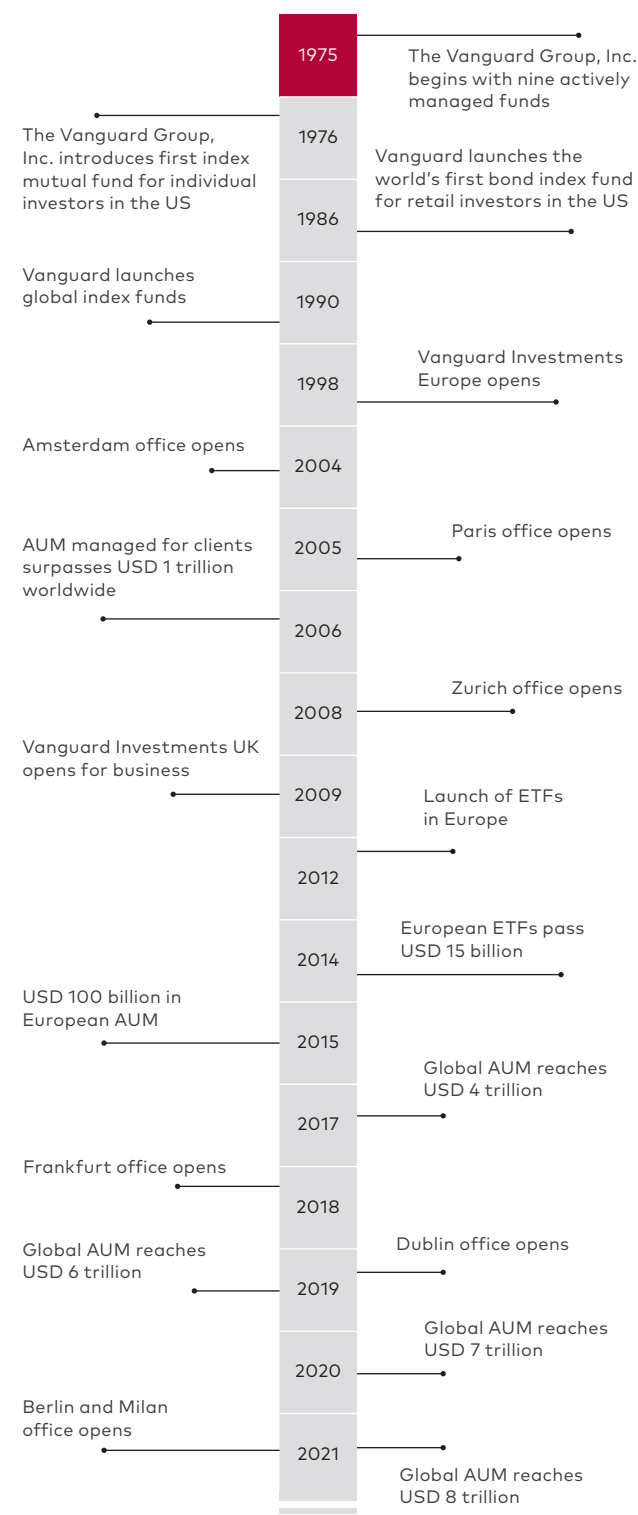 1975
The Vanguard Group, Inc.
begins with nine actively
managed funds
1976
The Vanguard Group,
Inc. introduces first index
mutual fund for individual
investors in the US
1986
Vanguard launches the
world's first bond index fund
for retail investors in the US
1990
Vanguard launches
global index funds
1998
Vanguard Investments
Europe opens
2004
Amsterdam office opens
2005
Paris office opens
2006
AUM managed for clients
surpasses USD 1 trillion
worldwide
2008
Zurich office opens
2009
Vanguard Investments UK
opens for business
2012
Launch of ETFs
in Europe
2014
European ETFs pass
USD 15 billion
2015
USD 100 billion in
European AUM
2017
Global AUM reaches
USD 4 trillion
2018
Frankfurt office opens
2019
Dublin office opens
Global AUM reaches
USD 6 trillion
2020
Global AUM reaches
USD 7 trillion
2021
Berlin and Milan
office opens
Global AUM reaches
USD 8 trillion